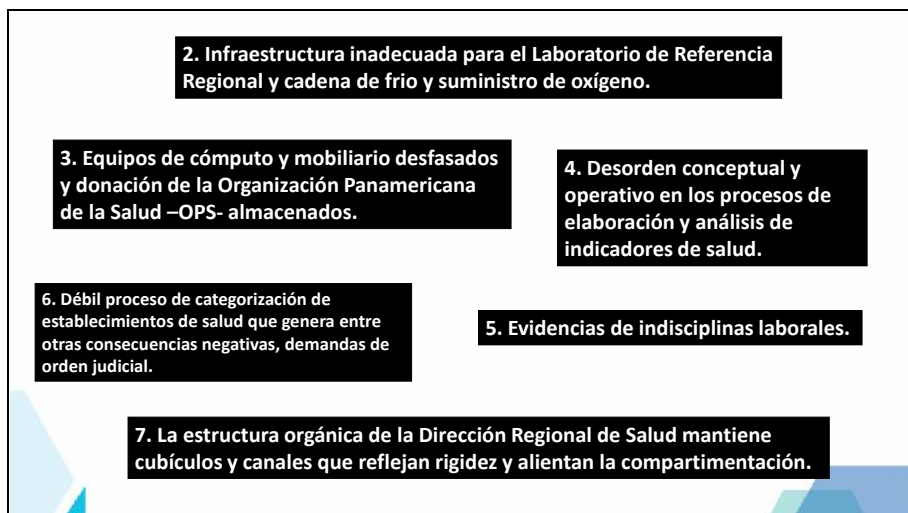 2. Infraestructura inadecuada para el Laboratorio de Referencia
Regional y cadena de frio y suministro de oxígeno.
3. Equipos de cómputo y mobiliario desfasados
y donación de la Organización Panamericana
de la Salud –OPS- almacenados.
4. Desorden conceptual y
operativo en los procesos de
elaboración y análisis de
indicadores de salud.
6. Débil proceso de categorización de
establecimientos de salud que genera entre
otras consecuencias negativas, demandas de
orden judicial.
5. Evidencias de indisciplinas laborales.
7. La estructura orgánica de la Dirección Regional de Salud mantiene
cubículos y canales que reflejan rigidez y alientan la compartimentación.